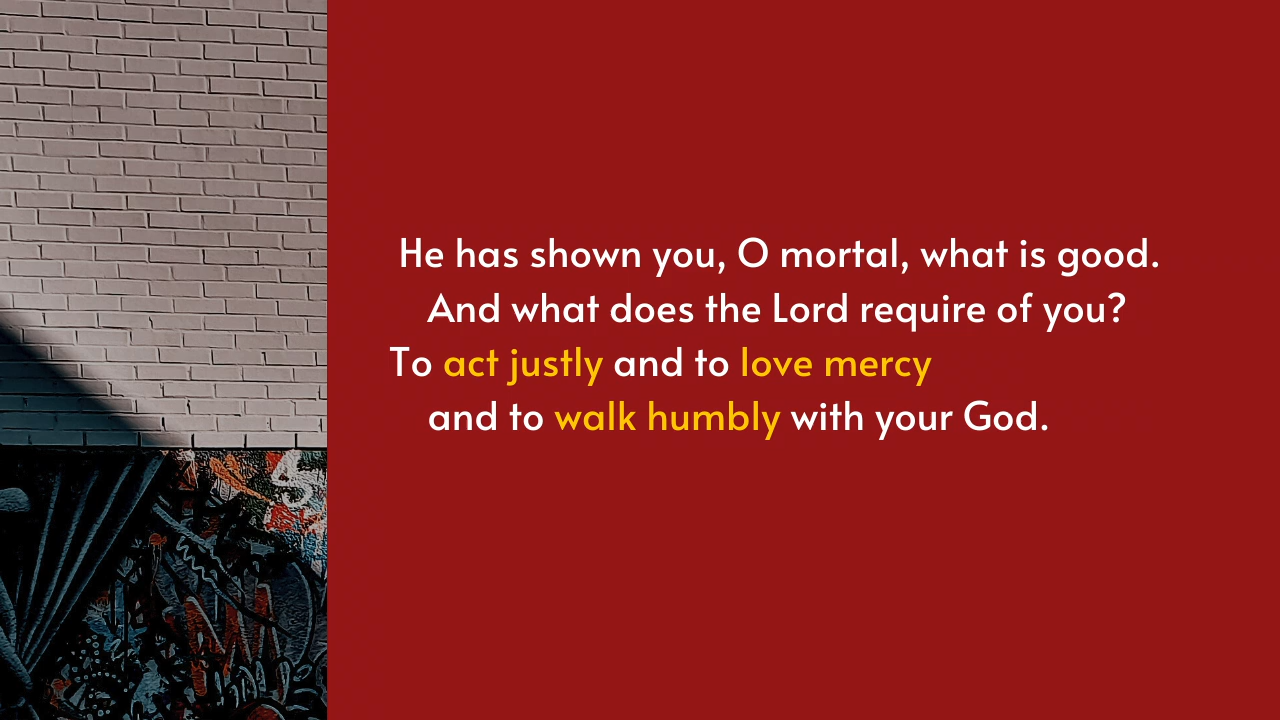 He has shown you, O mortal, what is good.
And what does the Lord require of you?
To act justly and to love mercy
and to walk humbly with your God.